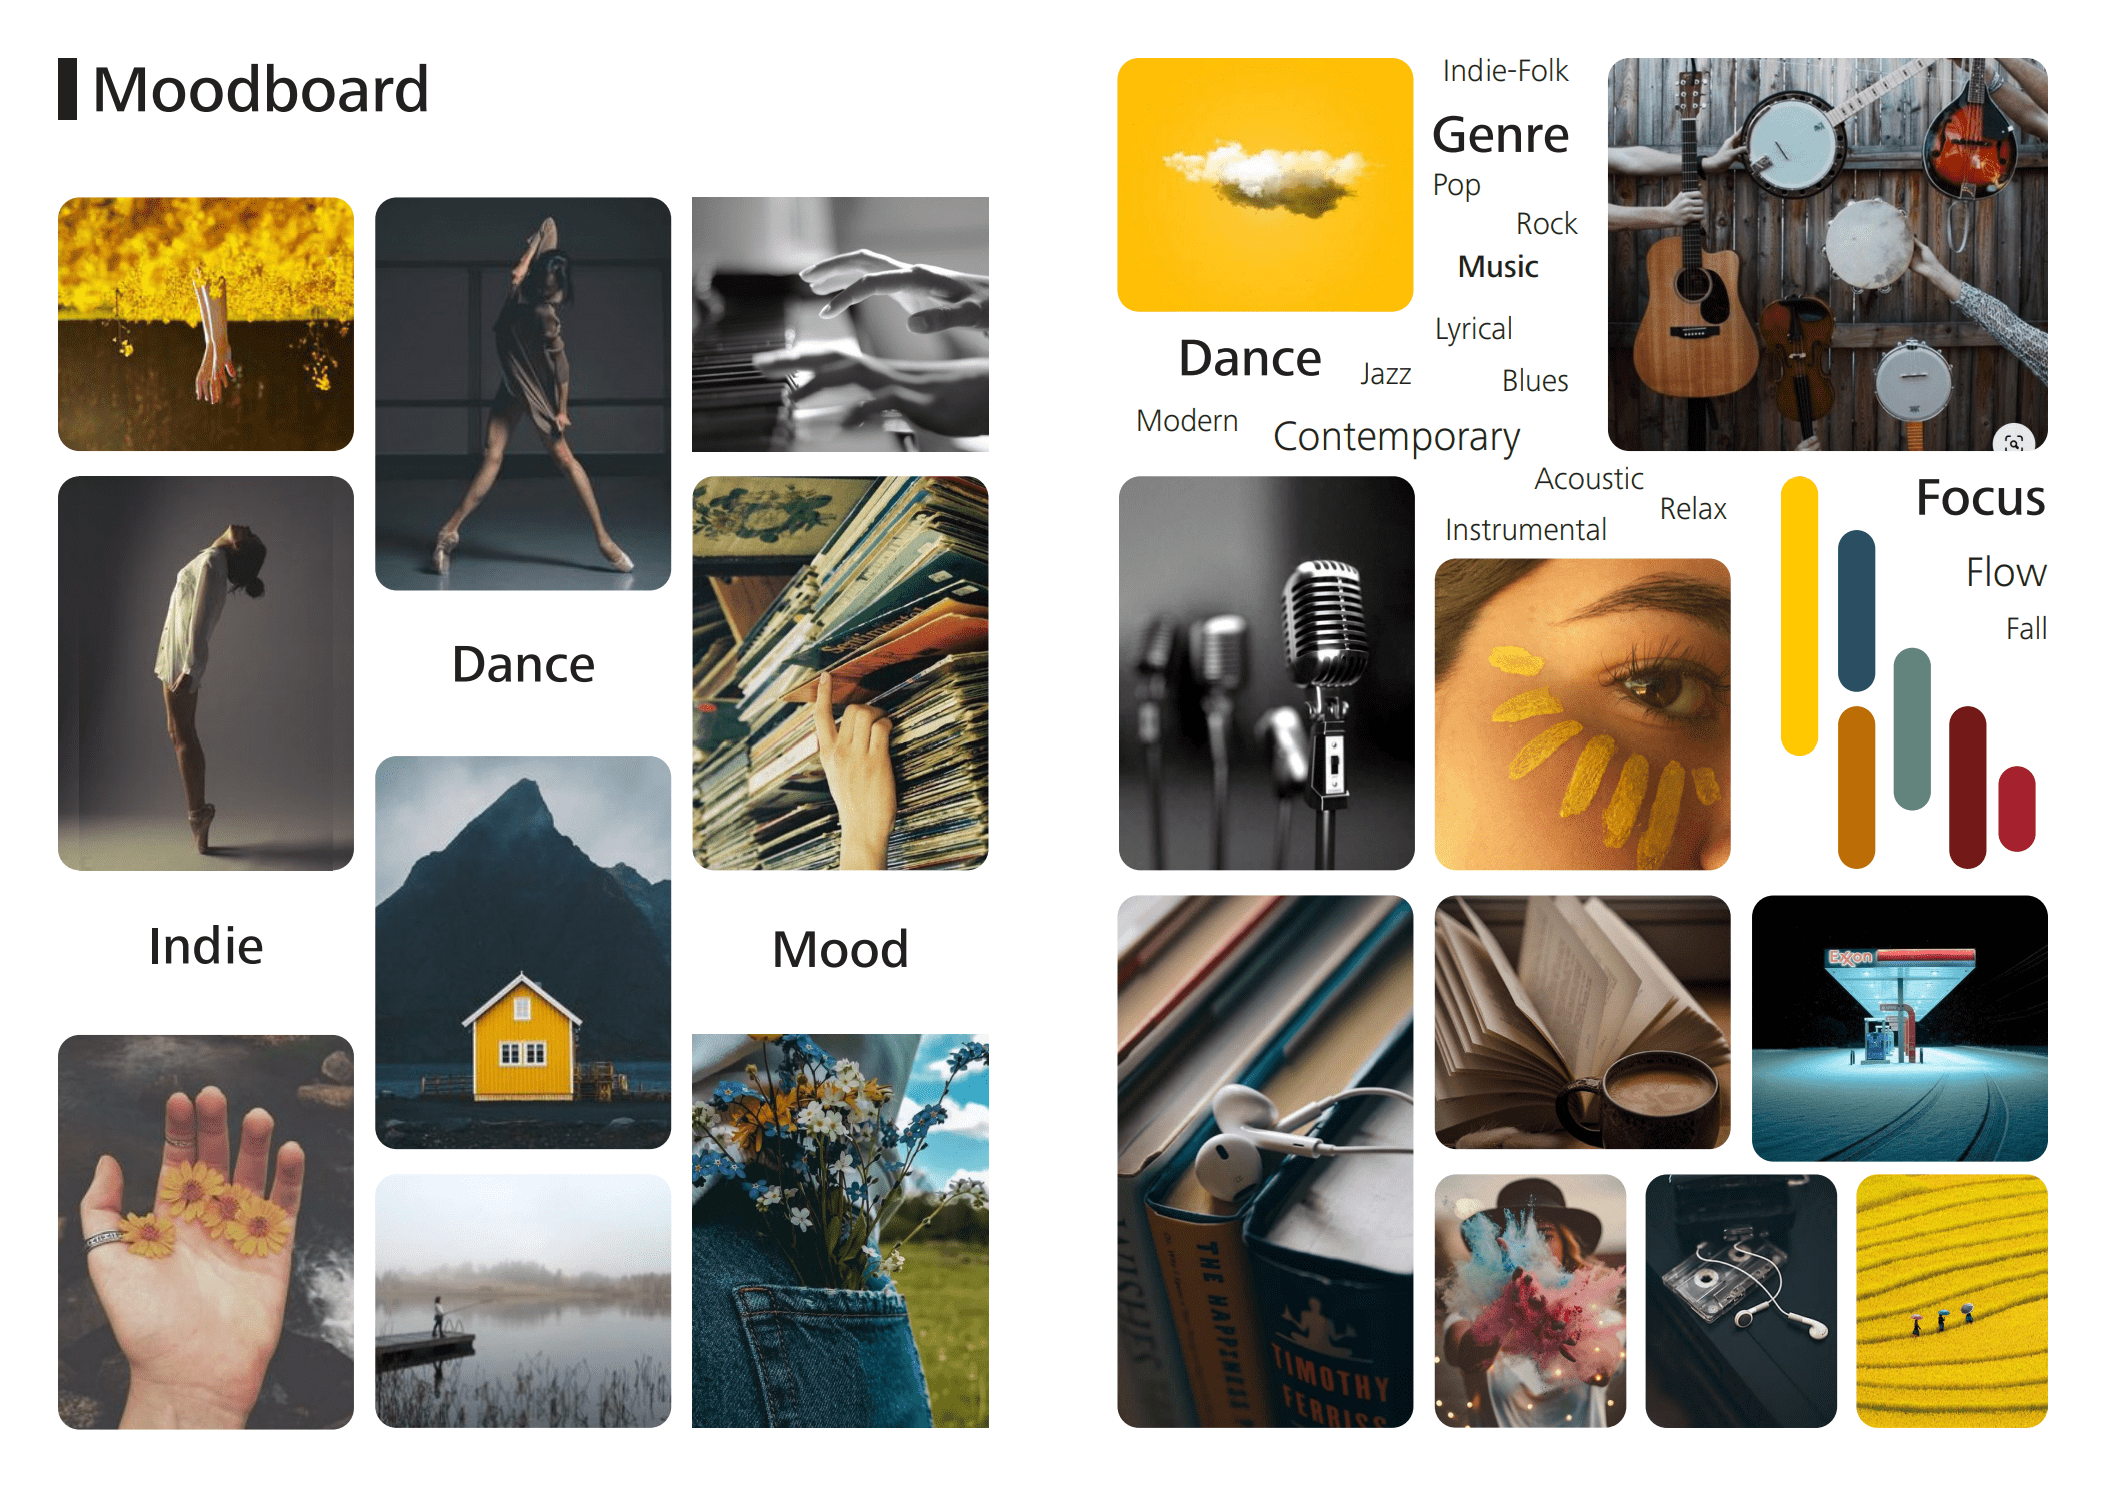 Moodboard
Dance
Indie
Mood
Indie-Folk
Genre
Pop
Rock
Music
Lyrical
Dance
Jazz
Blues
Modern
Contemporary
Acoustic
Relax
Instrumental
Focus
Flow
Fall
Exxon
THE HAPPINESS
TIMOTHY
FERRISS